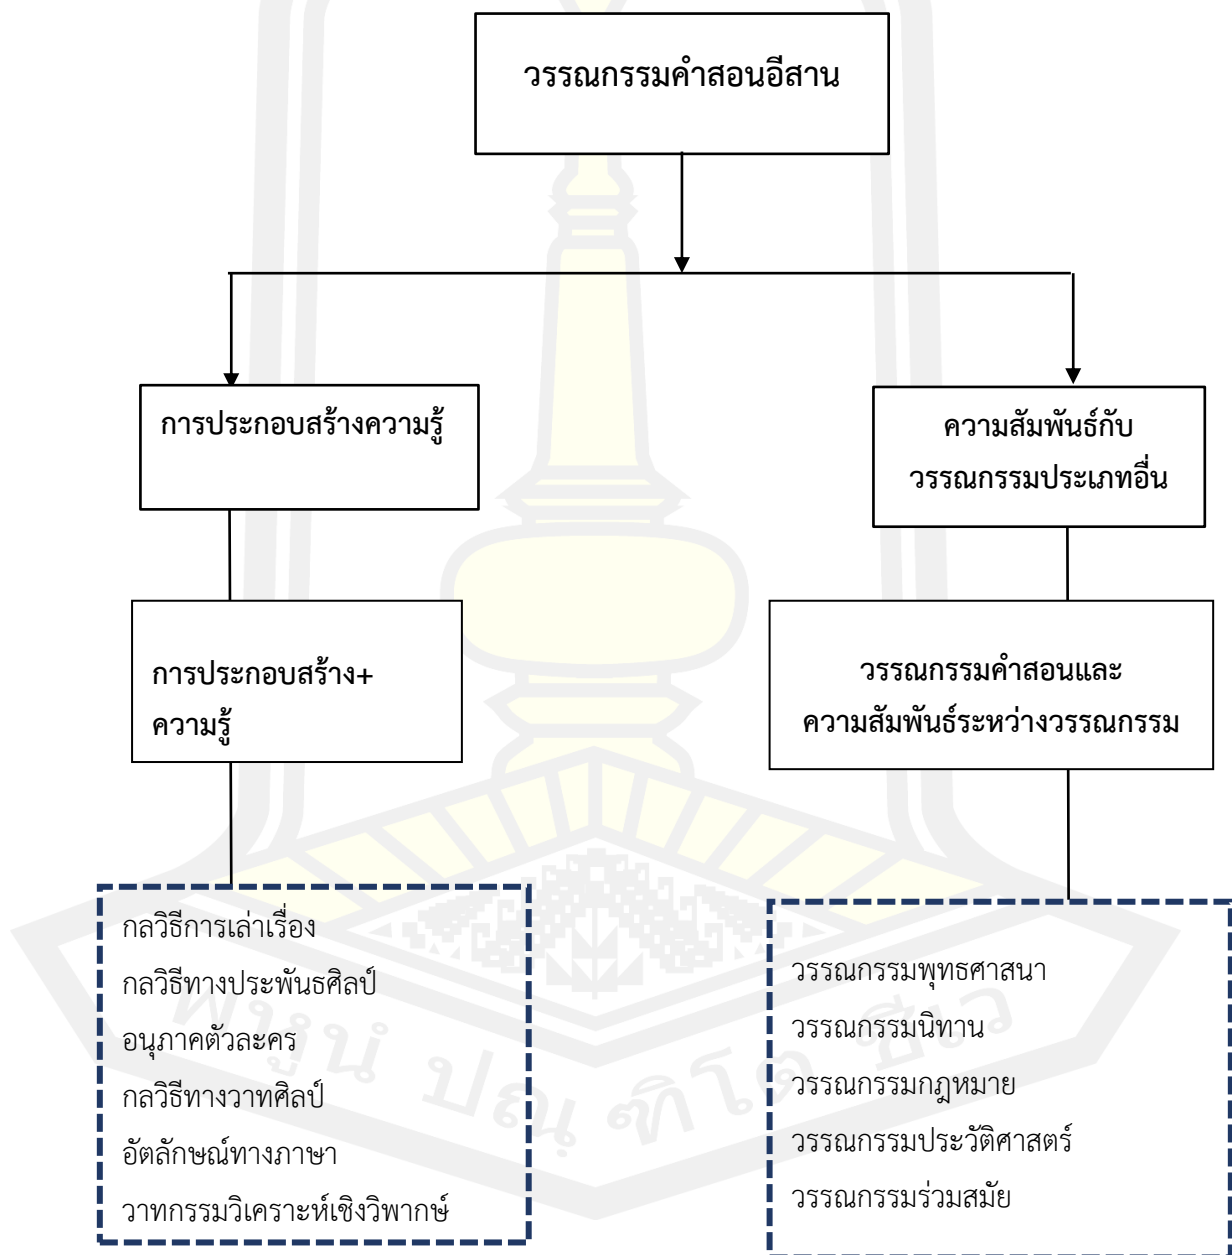 วรรณกรรมคำสอนอีสาน
การประกอบสร้างความรู้
ความสัมพันธ์กับ
วรรณกรรมประเภทอื่น
การประกอบสร้าง+
ความรู้
วรรณกรรมคำสอนและ
ความสัมพันธ์ระหว่างวรรณกรรม
กลวิธีการเล่าเรื่อง
กลวิธีทางประพันธศิลป์
อนุภาคตัวละคร
กลวิธีทางวาทศิลป์
อัตลักษณ์ทางภาษา
วาทกรรมวิเคราะห์เชิงวิพากษ์
วรรณกรรมพุทธศาสนา
วรรณกรรมนิทาน
วรรณกรรมกฎหมาย
วรรณกรรมประวัติศาสตร์
วรรณกรรมร่วมสมัย
พหูนํ ปณฺฑิโต ชีเว